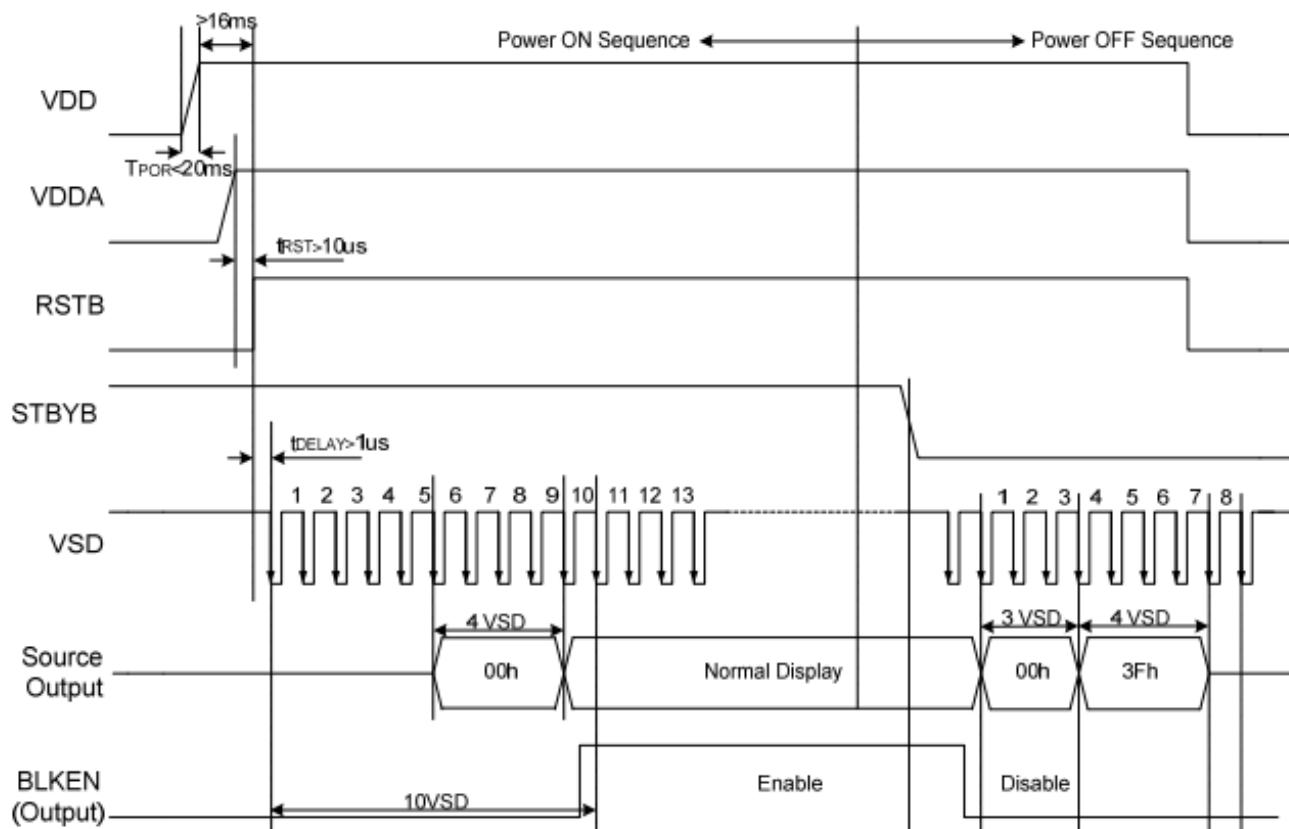 >16ms
Power ON Sequence
Power OFF Sequence
VDD
TPOR<20ms
VDDA
tRST>10us
RSTB
STBYB
tDELAY>1us
1 2 3 4 5 6 7 8 9 10 11 12 13
1 2 3 4 5 6 7 8
VSD
4 VSD
3 VSD
4 VSD
Source
Output
00h
Normal Display
00h
3Fh
BLKEN
(Output)
10VSD
Enable
Disable